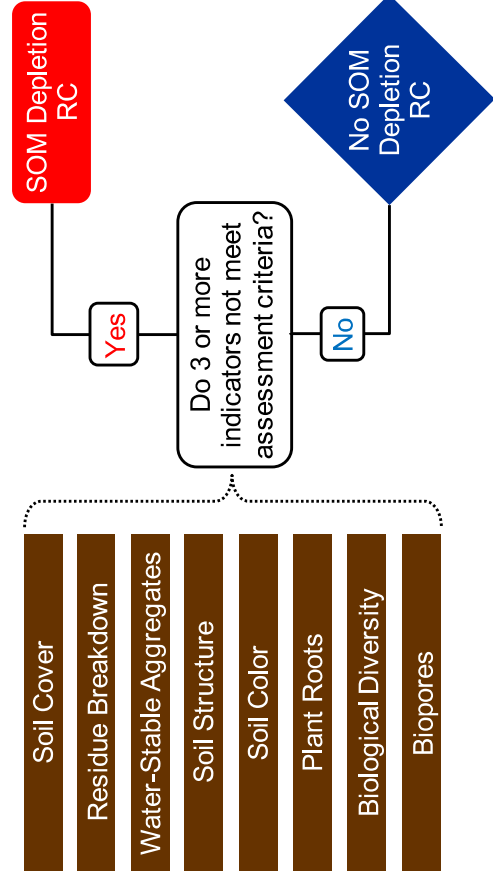 Soil Cover
Residue Breakdown
Water-Stable Aggregates
Soil Structure
Soil Color
Plant Roots
Biological Diversity
Biopores
Do 3 or more
indicators not meet
assessment criteria?
Yes
SOM Depletion
RC
No
No SOM
Depletion
RC